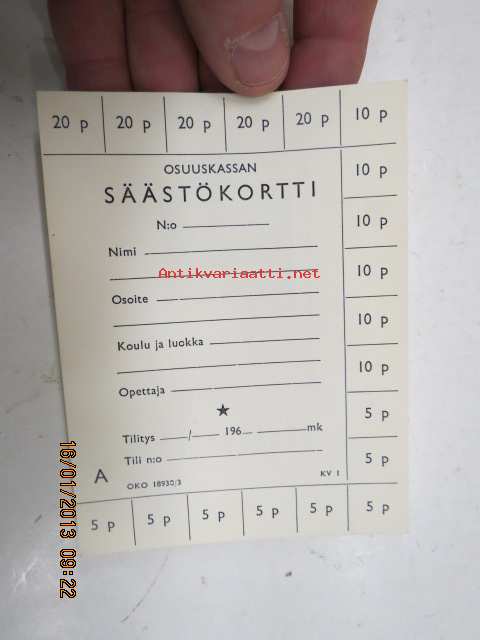 20 p 20 p 20 p 20 p 20 p 10 p
OSUUSKASSAN
SÄÄSTÖKORTTI
N:o
Nimi
Antikvariaatti.net
Osoite
Koulu ja luokka
Opettaja
★
Tilitys / 196 mk
Tili n:o
A
OKO 18930/3
KV 1
10 p
10 p
10 p
10 p
10 p
5 p
5 p
5 p 5 p 5 p 5 p 5 p 5 p
16/01/2013 09:22